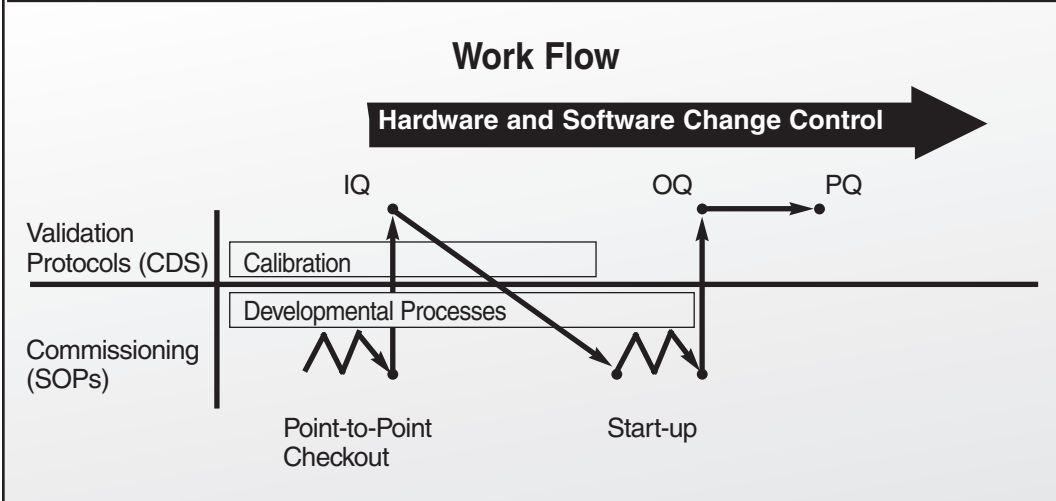 Work Flow
Hardware and Software Change Control
IQ
OQ
PQ
Validation
Protocols (CDS)
Calibration
Developmental Processes
Commissioning
(SOPs)
Point-to-Point
Checkout
Start-up